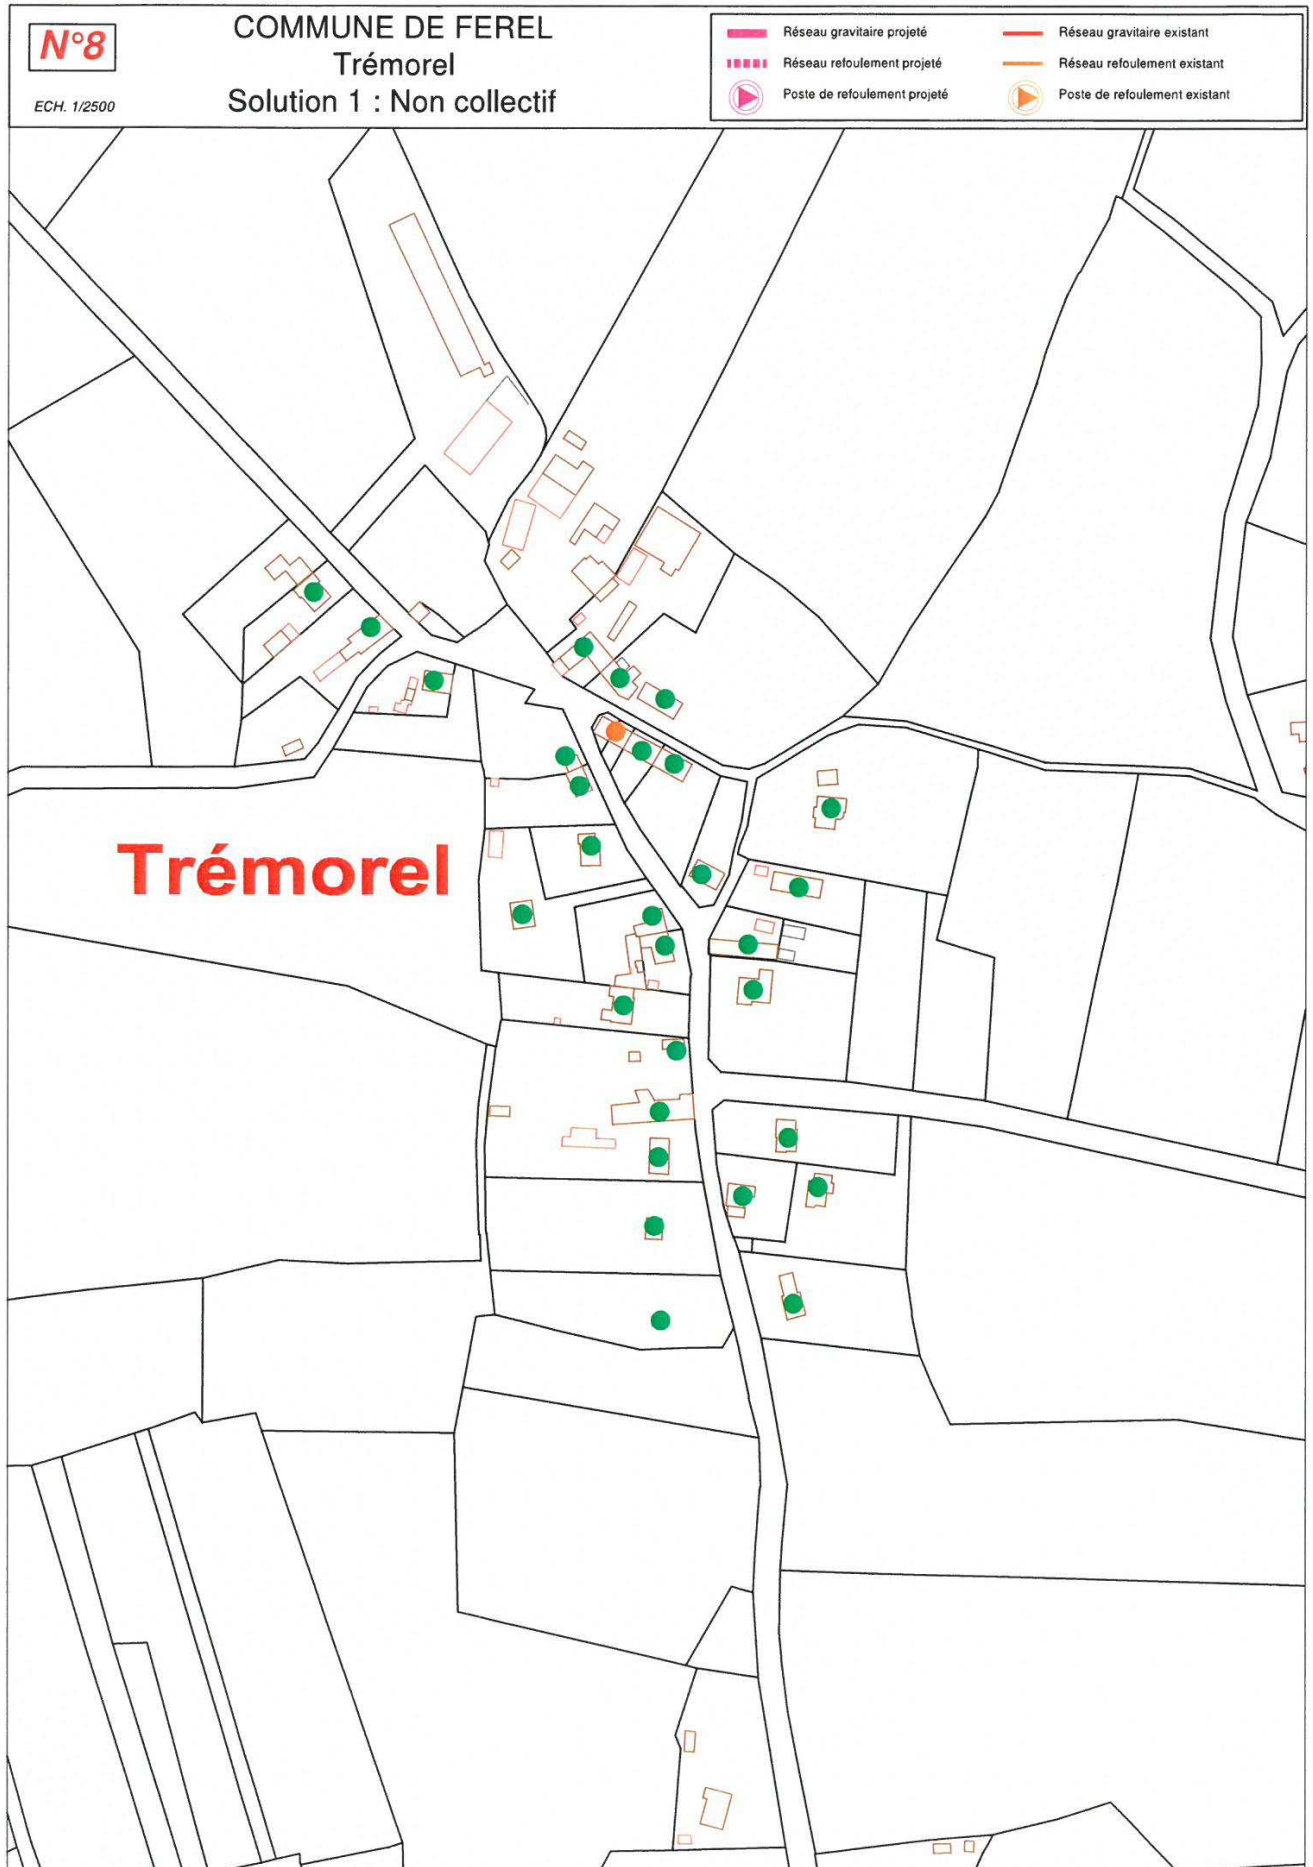 N°8
ECH. 1/2500
COMMUNE DE FEREL
Trémorel
Solution 1 : Non collectif
Réseau gravitaire projeté
Réseau refoulement projeté
Poste de refoulement projeté
Réseau gravitaire existant
Réseau refoulement existant
Poste de refoulement existant
Trémorel